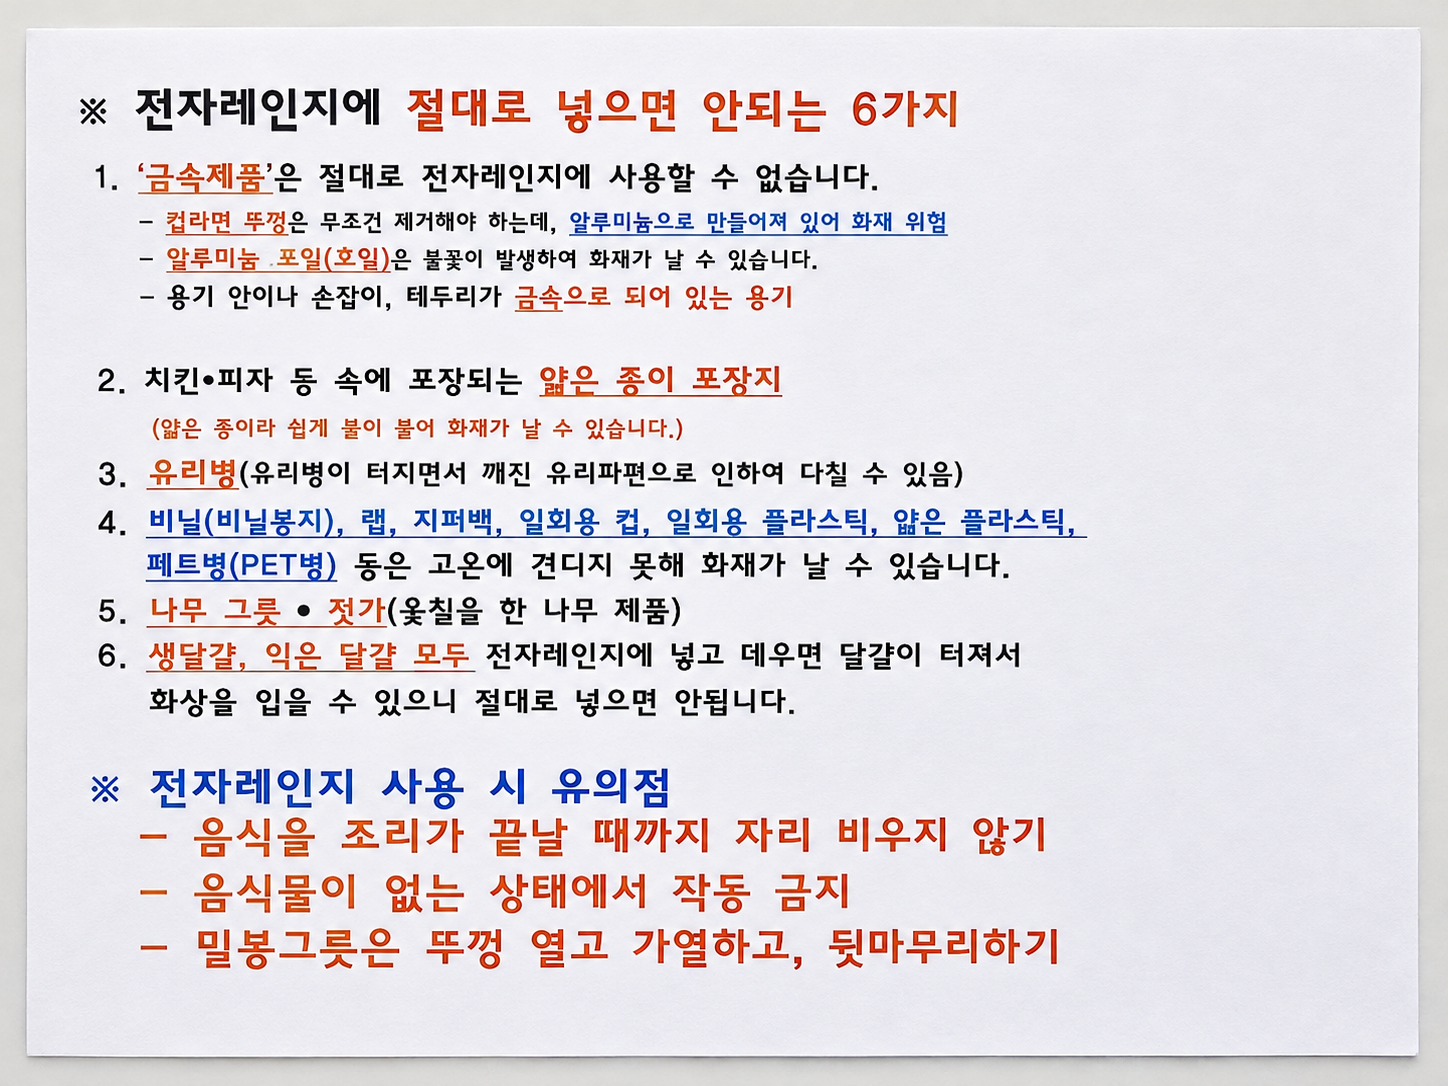 ※ 전자레인지에 절대로 넣으면 안되는 6가지
1. ‘금속제품’은 절대로 전자레인지에 사용할 수 없습니다.
– 컵라면 뚜껑은 무조건 제거해야 하는데, 알루미늄으로 만들어져 있어 화재 위험
– 알루미늄 포일(호일)은 불꽃이 발생하여 화재가 날 수 있습니다.
– 용기 안이나 손잡이, 테두리가 금속으로 되어 있는 용기
2. 치킨•피자 등 속에 포장되는 얇은 종이 포장지
(얇은 종이라 쉽게 불이 붙어 화재가 날 수 있습니다.)
3. 유리병(유리병이 터지면서 깨진 유리파편으로 인하여 다칠 수 있음)
4. 비닐(비닐봉지), 랩, 지퍼백, 일회용 컵, 일회용 플라스틱, 얇은 플라스틱,
페트병(PET병) 등은 고온에 견디지 못해 화재가 날 수 있습니다.
5. 나무 그릇 • 젓가(옻칠을 한 나무 제품)
6. 생달걀, 익은 달걀 모두 전자레인지에 넣고 데우면 달걀이 터져서
화상을 입을 수 있으니 절대로 넣으면 안됩니다.
※ 전자레인지 사용 시 유의점
– 음식을 조리가 끝날 때까지 자리 비우지 않기
– 음식물이 없는 상태에서 작동 금지
– 밀봉그릇은 뚜껑 열고 가열하고, 뒷마무리하기